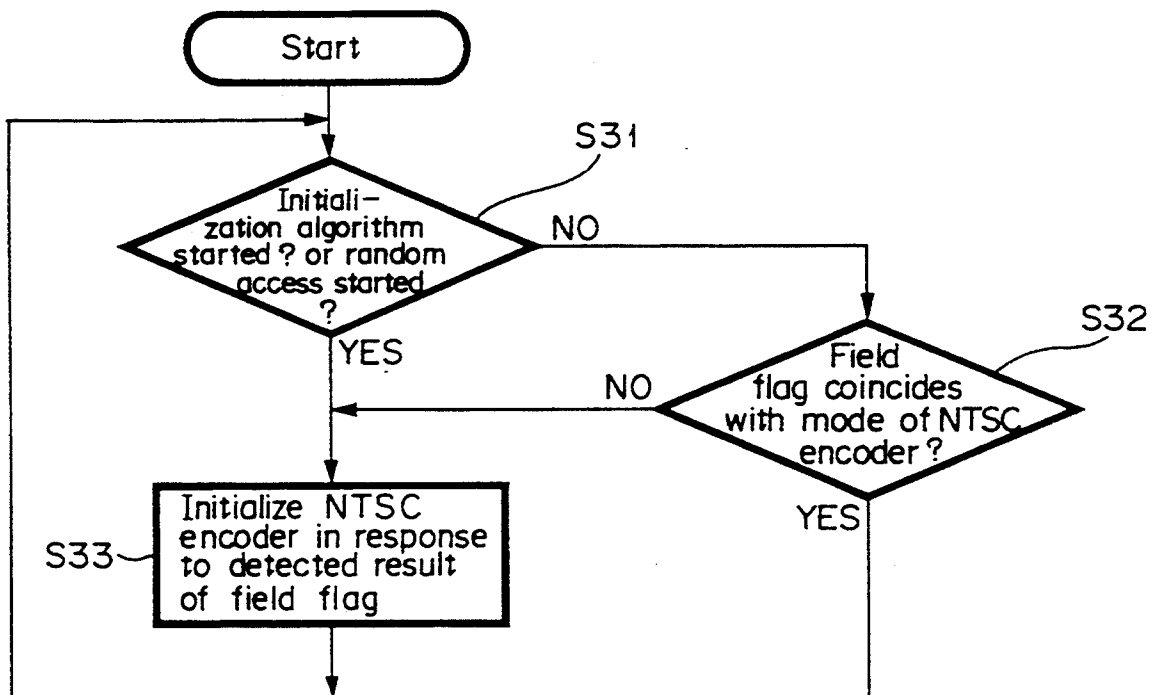 Start
S31
Initiali-
zation algorithm
started ? or random
access started
?
NO
YES
S32
Field
flag coincides
with mode of NTSC
encoder ?
NO
YES
Initialize NTSC
encoder in response
to detected result
of field flag
S33